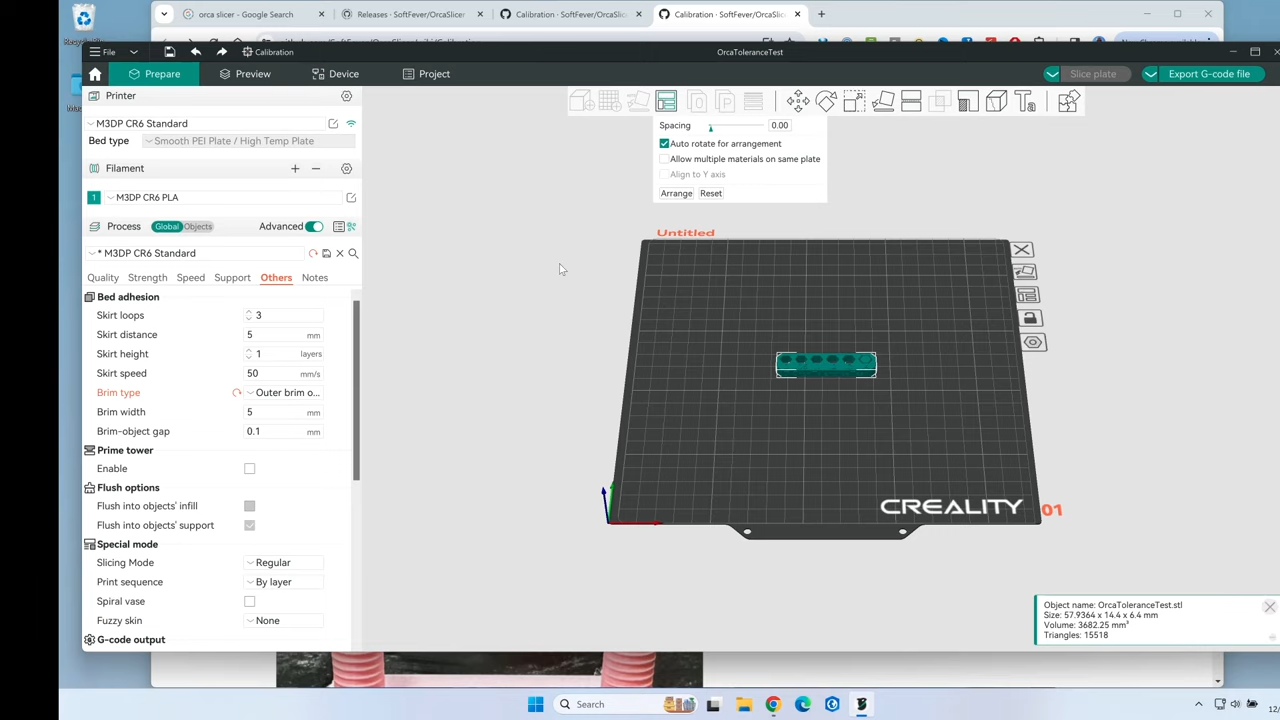 orca slicer - Google Search
Releases · SoftFever/OrcaSlicer
Calibration · SoftFever/OrcaSlic
Calibration · SoftFever/OrcaSlic
File
Calibration
OrcaToleranceTest
Prepare
Preview
Device
Project
Slice plate
Export G-code file
Printer
M3DP CR6 Standard
Bed type
Smooth PEI Plate / High Temp Plate
Filament
1
M3DP CR6 PLA
Process
Global
Objects
Advanced
* M3DP CR6 Standard
Quality
Strength
Speed
Support
Others
Notes
Bed adhesion
Skirt loops 3
Skirt distance 5 mm
Skirt height 1 layers
Skirt speed 50 mm/s
Brim type Outer brim o...
Brim width 5 mm
Brim-object gap 0.1 mm
Prime tower
Enable
Flush options
Flush into objects' infill
Flush into objects' support
Special mode
Slicing Mode Regular
Print sequence By layer
Spiral vase
Fuzzy skin None
G-code output
Spacing 0.00
Auto rotate for arrangement
Allow multiple materials on same plate
Align to Y axis
Arrange Reset
Untitled
CREALITY
01
Object name: OrcaToleranceTest.stl
Size: 57.9364 x 14.4 x 6.4 mm
Volume: 3682.25 mm³
Triangles: 15518
Search
12/